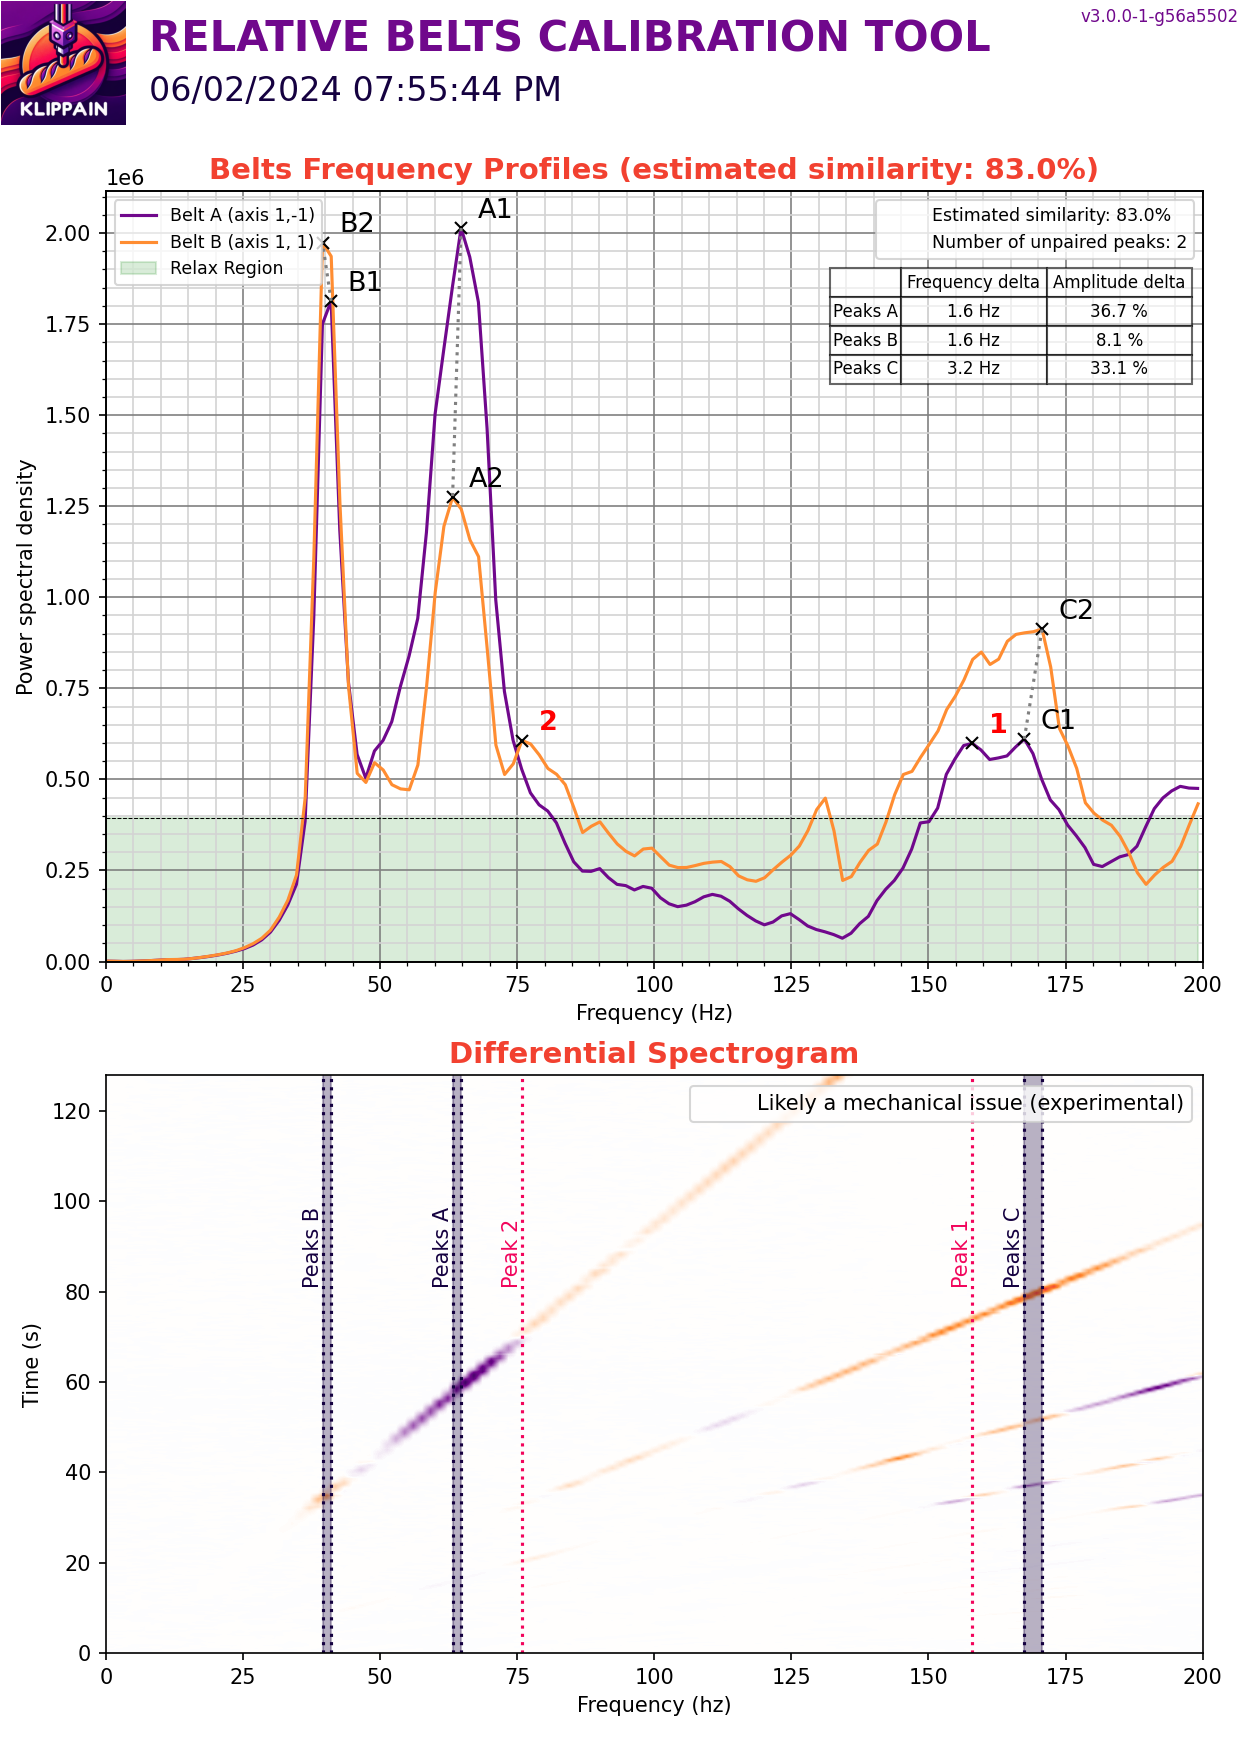 v3.0.0-1-g56a5502
RELATIVE BELTS CALIBRATION TOOL
06/02/2024 07:55:44 PM
KLIPPAIN
Belts Frequency Profiles (estimated similarity: 83.0%)
1e6
Belt A (axis 1,-1)
Belt B (axis 1, 1)
Relax Region
Estimated similarity: 83.0%
Number of unpaired peaks: 2
Frequency delta Amplitude delta
Peaks A 1.6 Hz 36.7 %
Peaks B 1.6 Hz 8.1 %
Peaks C 3.2 Hz 33.1 %
B2
B1
A1
A2
2
1
C1
C2
Power spectral density
2.00
1.75
1.50
1.25
1.00
0.75
0.50
0.25
0.00
0 25 50 75 100 125 150 175 200
Frequency (Hz)
Differential Spectrogram
Likely a mechanical issue (experimental)
Peaks B
Peaks A
Peak 2
Peak 1
Peaks C
Time (s)
120
100
80
60
40
20
0
0 25 50 75 100 125 150 175 200
Frequency (hz)